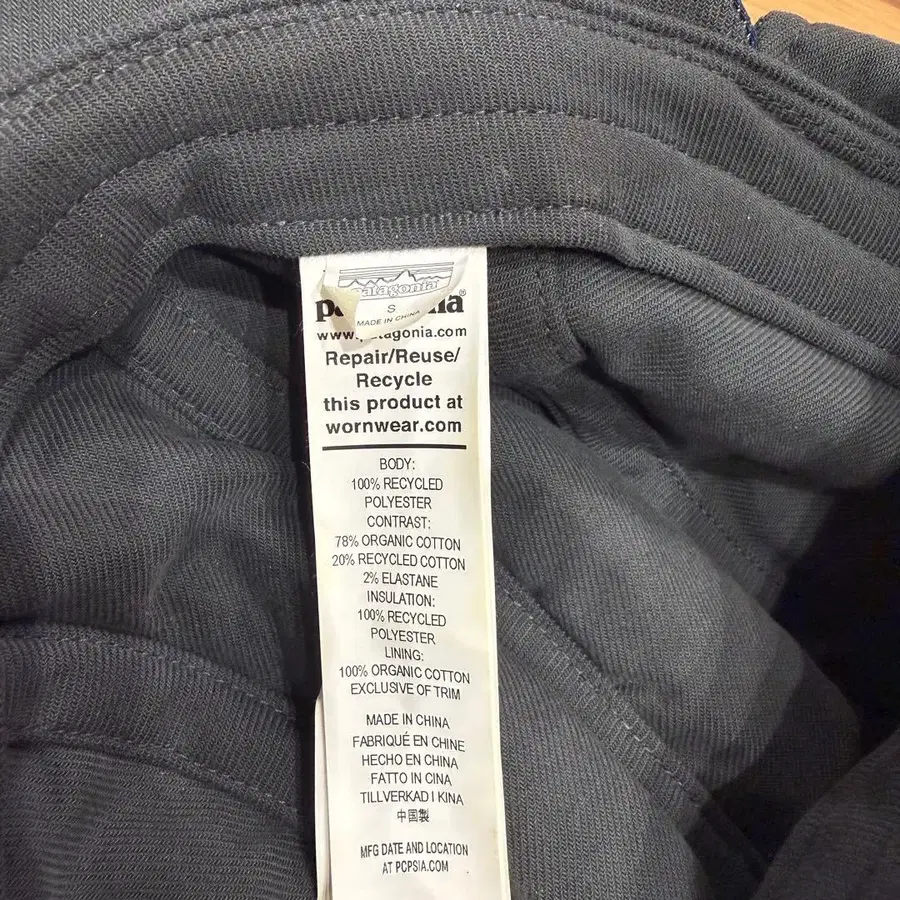 patagonia®
S
MADE IN CHINA
www.patagonia.com
Repair/Reuse/
Recycle
this product at
wornwear.com
BODY:
100% RECYCLED
POLYESTER
CONTRAST:
78% ORGANIC COTTON
20% RECYCLED COTTON
2% ELASTANE
INSULATION:
100% RECYCLED
POLYESTER
LINING:
100% ORGANIC COTTON
EXCLUSIVE OF TRIM
MADE IN CHINA
FABRIQUÉ EN CHINE
HECHO EN CHINA
FATTO IN CINA
TILLVERKAD I KINA
中国製
MFG DATE AND LOCATION
AT PCPSIA.COM